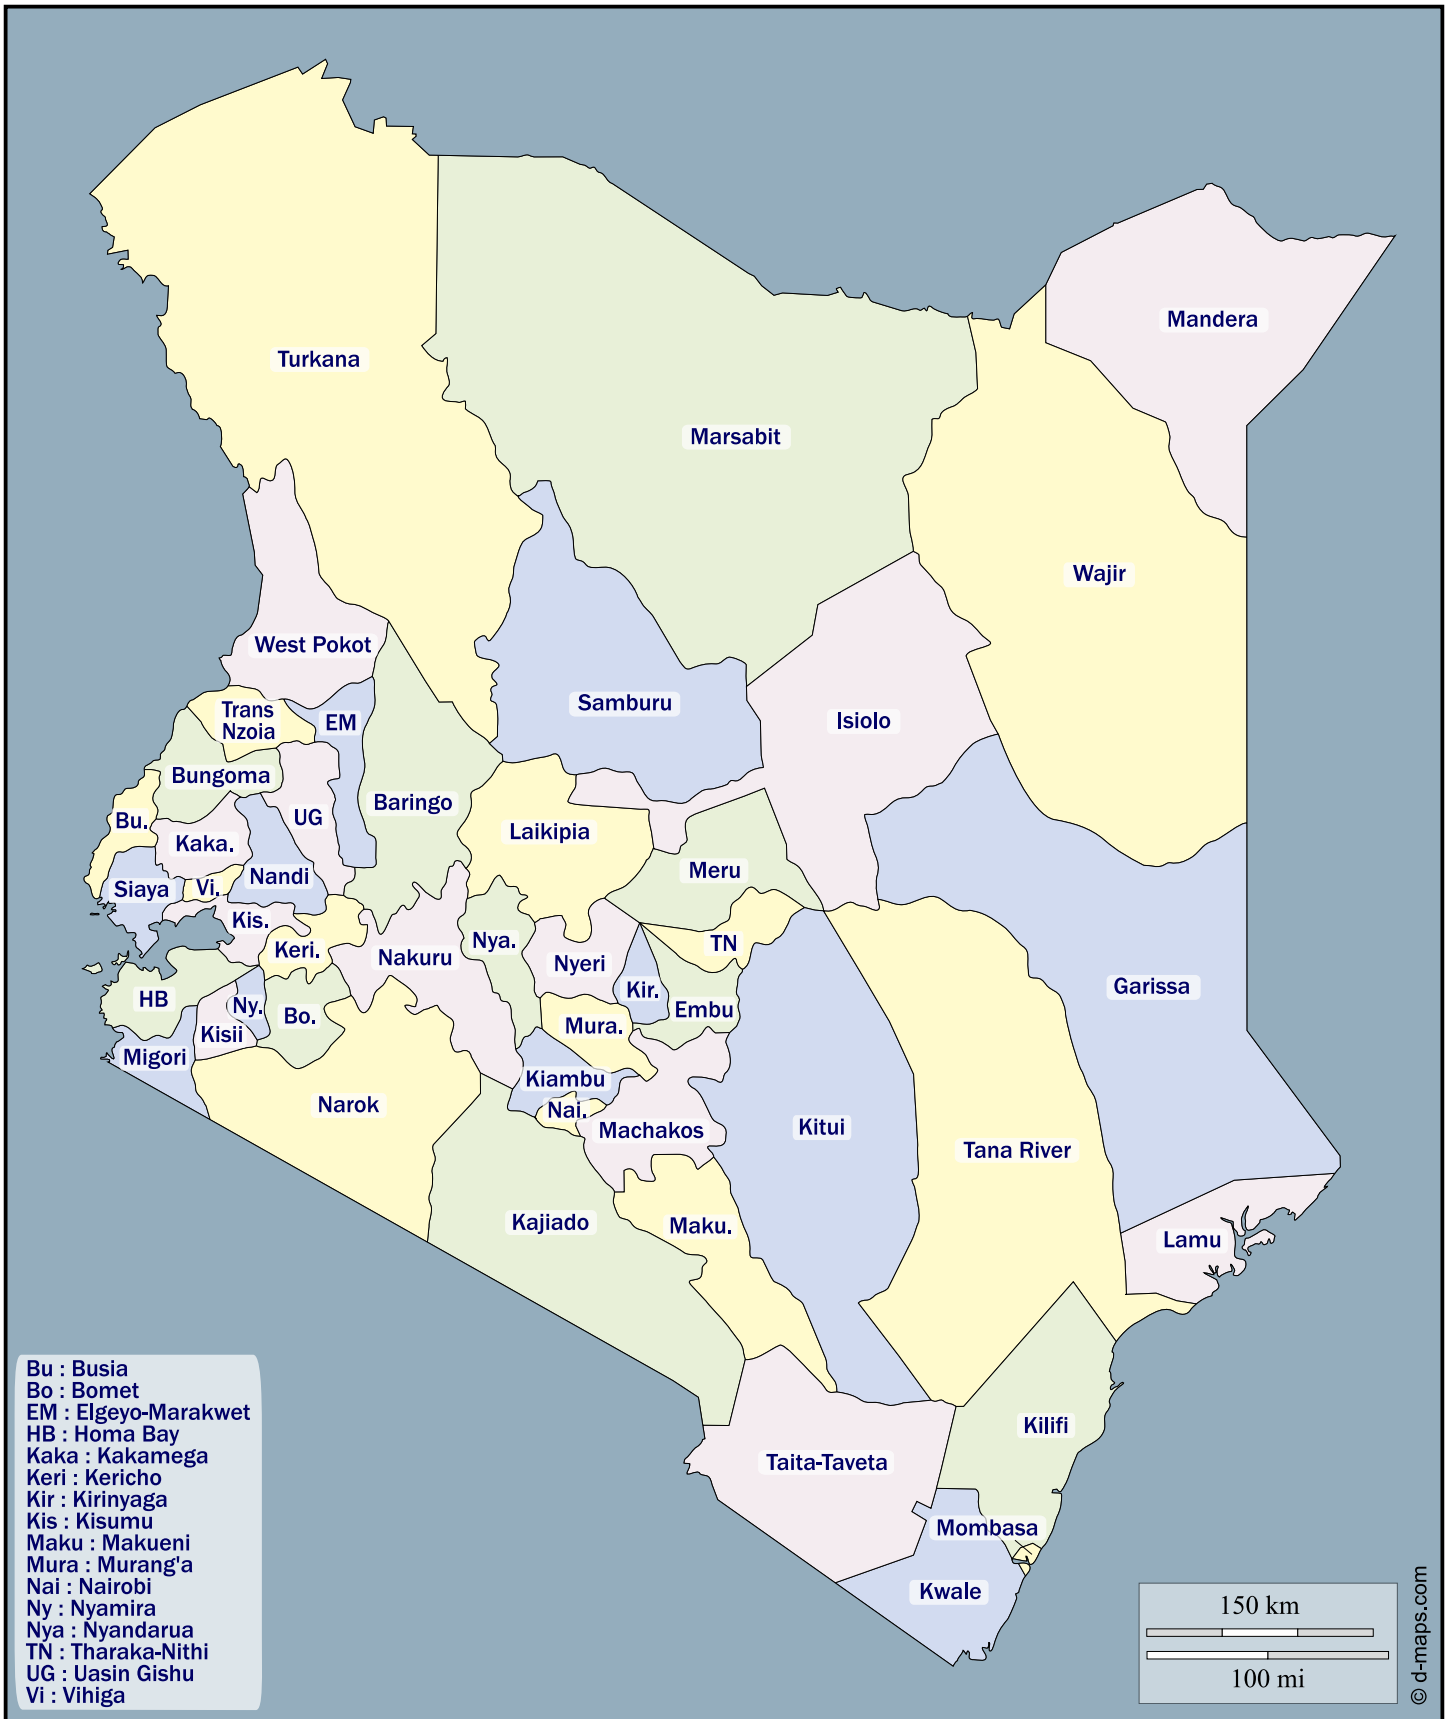 Turkana
Mandera
Marsabit
Wajir
West Pokot
Samburu
Isiolo
Trans
Nzoia
EM
Bungoma
Baringo
Bu.
UG
Laikipia
Kaka.
Meru
Siaya
Vi.
Nandi
Kis.
Keri.
Nakuru
Nya.
Nyeri
TN
Garissa
HB
Ny.
Kir.
Embu
Bo.
Kisii
Mura.
Migori
Kiambu
Narok
Nai.
Machakos
Kitui
Tana River
Kajiado
Maku.
Lamu
Kilifi
Taita-Taveta
Mombasa
Kwale
Bu : Busia
Bo : Bomet
EM : Elgeyo-Marakwet
HB : Homa Bay
Kaka : Kakamega
Keri : Kericho
Kir : Kirinyaga
Kis : Kisumu
Maku : Makueni
Mura : Murang'a
Nai : Nairobi
Ny : Nyamira
Nya : Nyandarua
TN : Tharaka-Nithi
UG : Uasin Gishu
Vi : Vihiga
150 km
100 mi
© d-maps.com